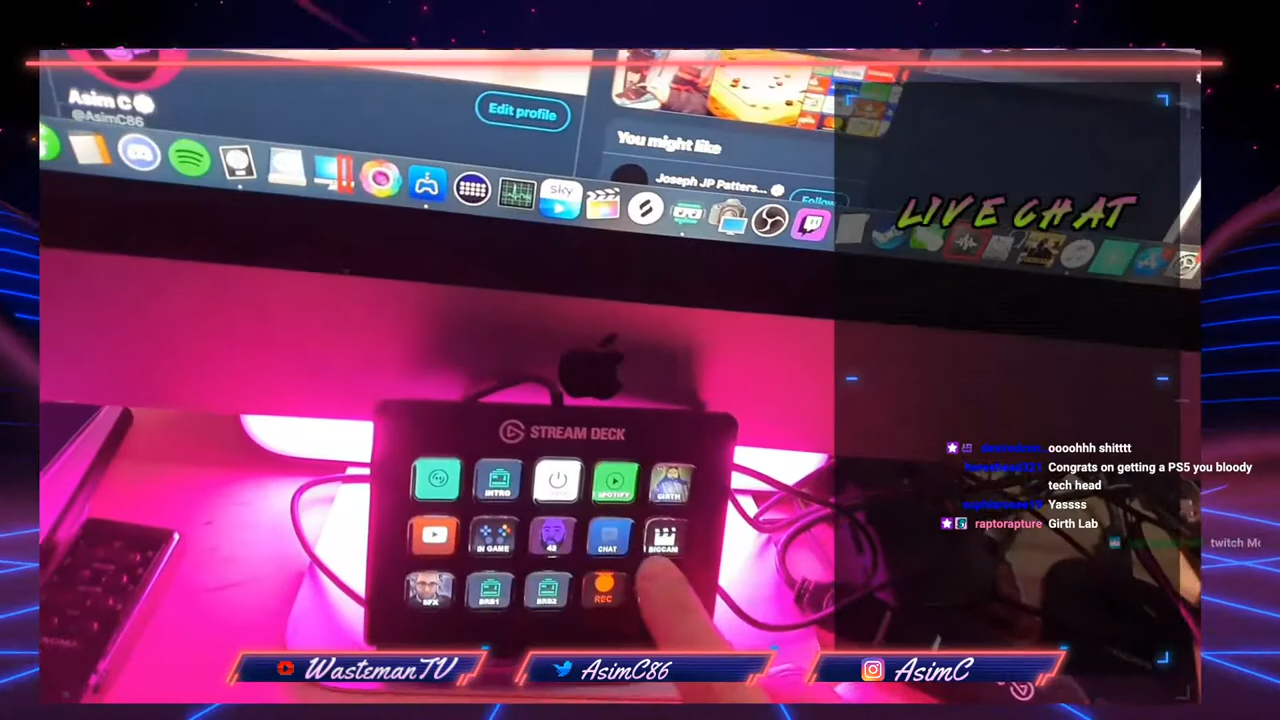 Asim C
@AsimC86
Edit profile
You might like
Joseph JP Patters...
Follow
sky
LIVE CHAT
STREAM DECK
INTRO
SPOTIFY
GIRTH
IN GAME
42
CHAT
BIGCAM
SFX
BRB1
BRB2
REC
oooohhh shitttt
Congrats on getting a PS5 you bloody
tech head
Yassss
raptorapture Girth Lab
twitch
WastemanTV
AsimC86
AsimC